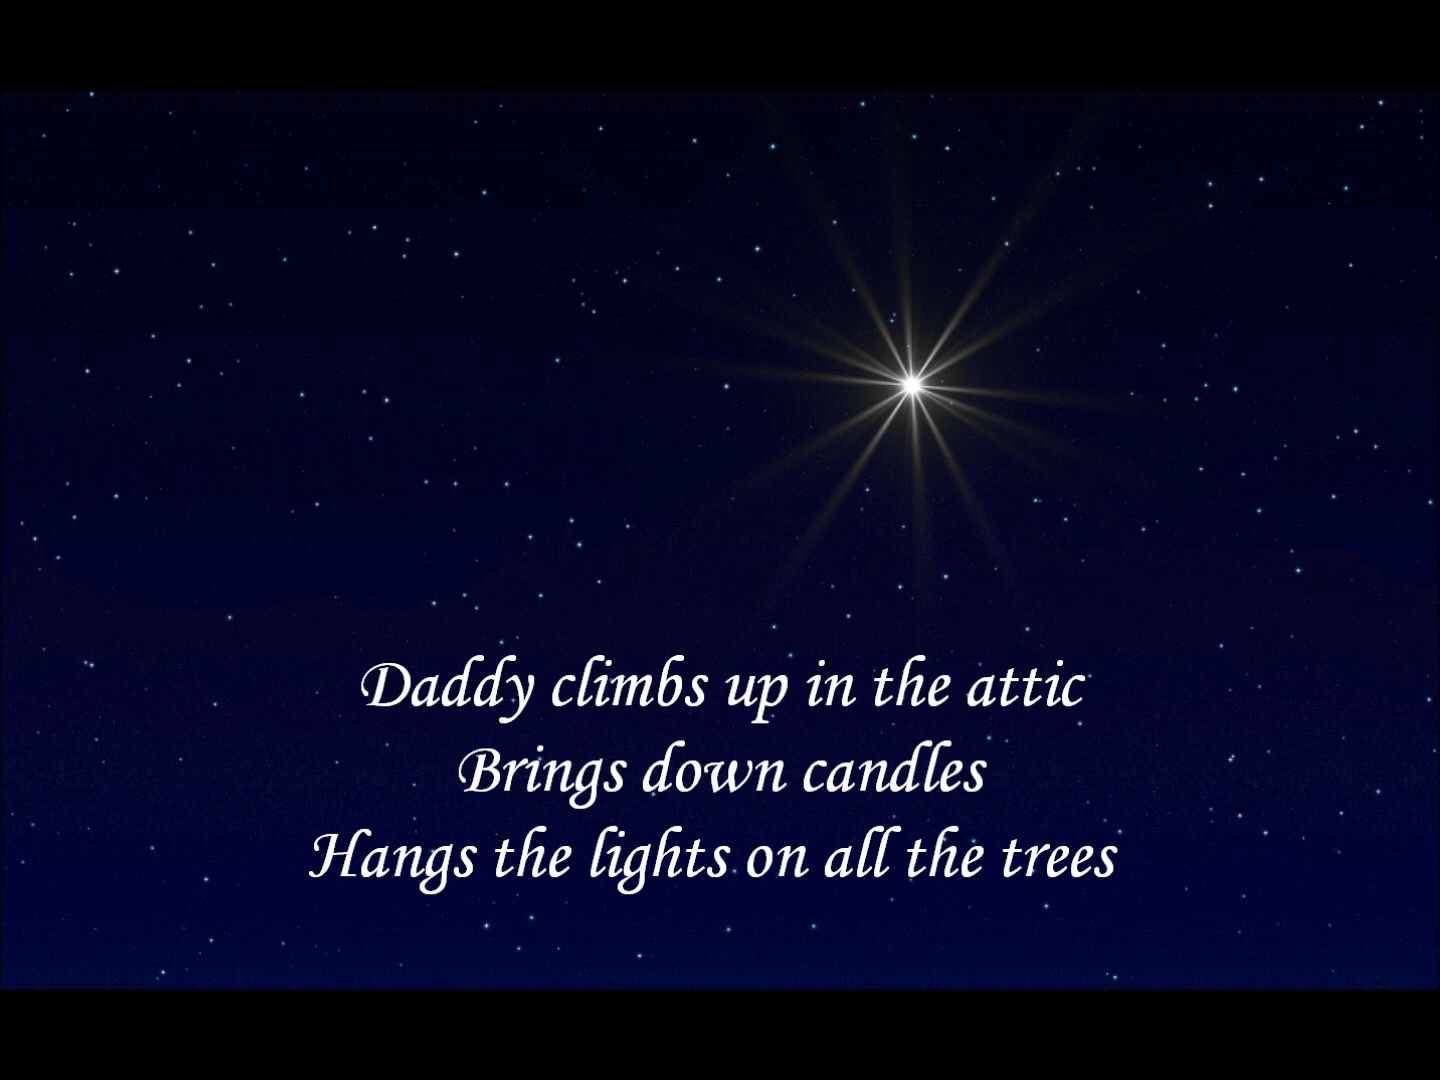 Daddy climbs up in the attic
Brings down candles
Hangs the lights on all the trees